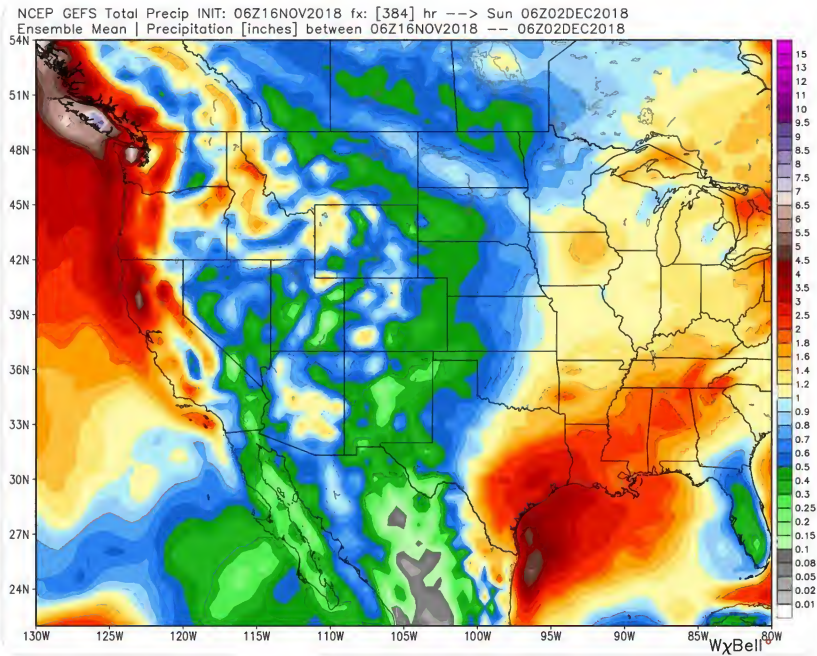 NCEP GEFS Total Precip INIT: 06Z16NOV2018 fx: [384] hr --> Sun 06Z02DEC2018
Ensemble Mean | Precipitation [inches] between 06Z16NOV2018 -- 06Z02DEC2018
54N
51N
48N
45N
42N
39N
36N
33N
30N
27N
24N
130W 125W 120W 115W 110W 105W 100W 95W 90W 85W 80W
15
13
12
11
10
9.5
9
8.5
8
7.5
7
6.5
6
5.5
5
4.5
4
3.5
3
2.5
2
1.8
1.6
1.4
1.2
1
0.9
0.8
0.7
0.6
0.5
0.4
0.3
0.25
0.2
0.15
0.1
0.08
0.05
0.02
0.01
WχBell